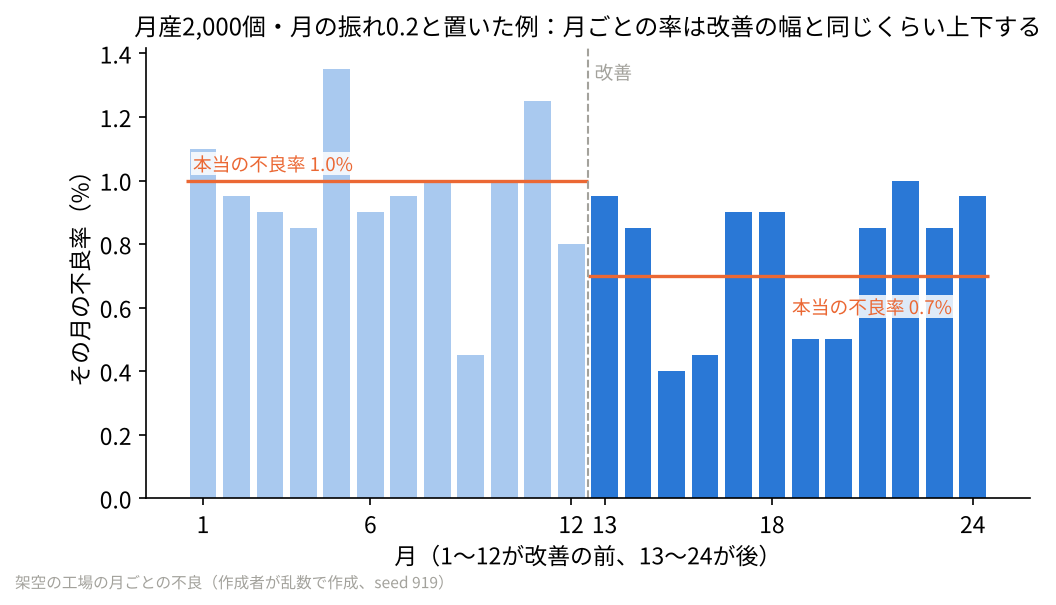 月産2,000個・月の振れ0.2と置いた例：月ごとの率は改善の幅と同じくらい上下する
改善
本当の不良率 1.0%
本当の不良率 0.7%
その月の不良率（%）
1.4
1.2
1.0
0.8
0.6
0.4
0.2
0.0
1
6
12
13
18
24
月（1〜12が改善の前、13〜24が後）
架空の工場の月ごとの不良（作成者が乱数で作成、seed 919）